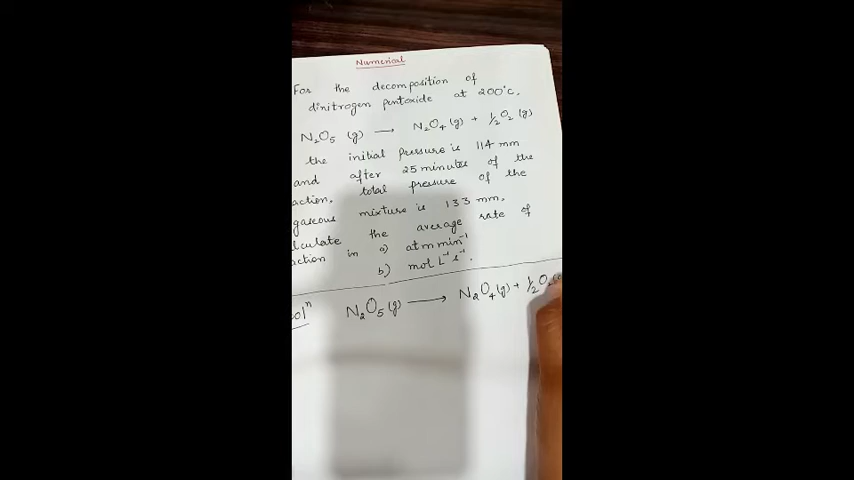 Numerical
For the decomposition of
dinitrogen pentoxide at 200°C.
N₂O₅ (g) → N₂O₄(g) + ½O₂ (g)
the initial pressure is 114 mm
and after 25 minutes of the
action, total pressure of the
gaseous mixture is 133 mm.
lculate the average rate of
action in a) atm min⁻¹
b) mol L⁻¹ s⁻¹.
olⁿ N₂O₅(g) → N₂O₄(g) + ½O₂